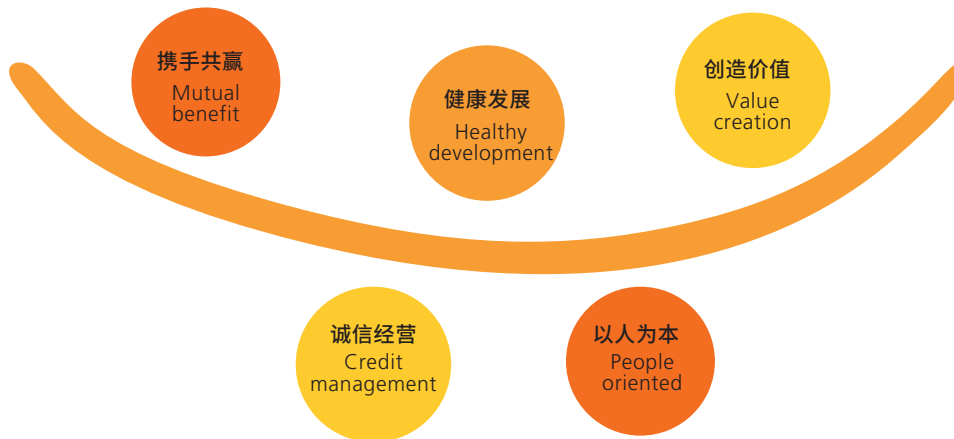 携手共赢
Mutual
benefit
健康发展
Healthy
development
创造价值
Value
creation
诚信经营
Credit
management
以人为本
People
oriented